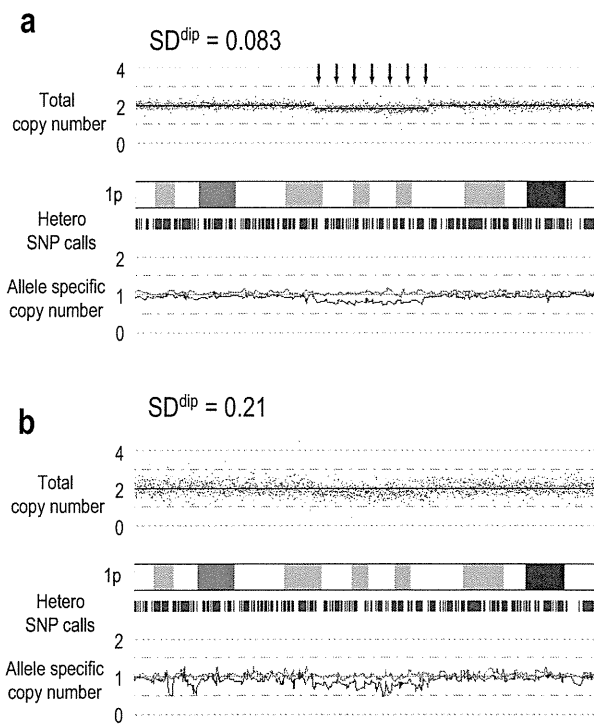 a
SD^dip = 0.083
4
Total
copy number
2
0
1p
Hetero
SNP calls
2
Allele specific
copy number
1
0
b
SD^dip = 0.21
4
Total
copy number
2
0
1p
Hetero
SNP calls
2
Allele specific
copy number
1
0